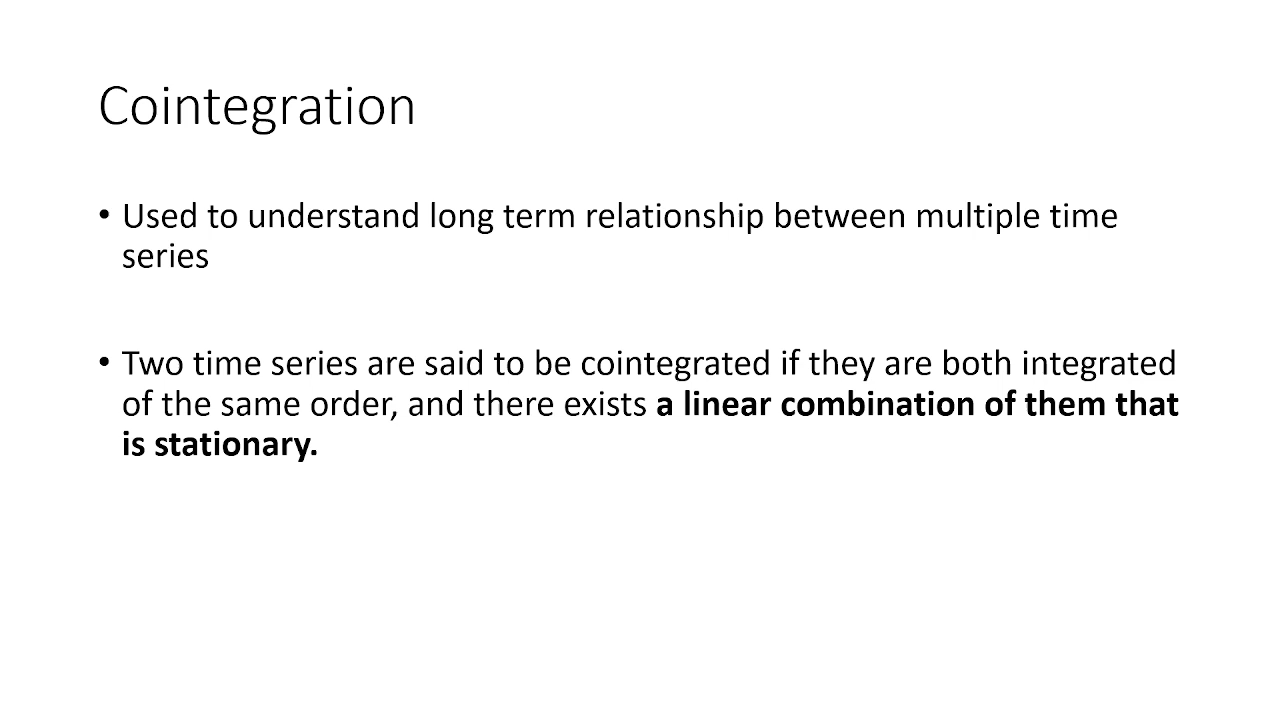 Cointegration
• Used to understand long term relationship between multiple time
series
• Two time series are said to be cointegrated if they are both integrated
of the same order, and there exists a linear combination of them that
is stationary.